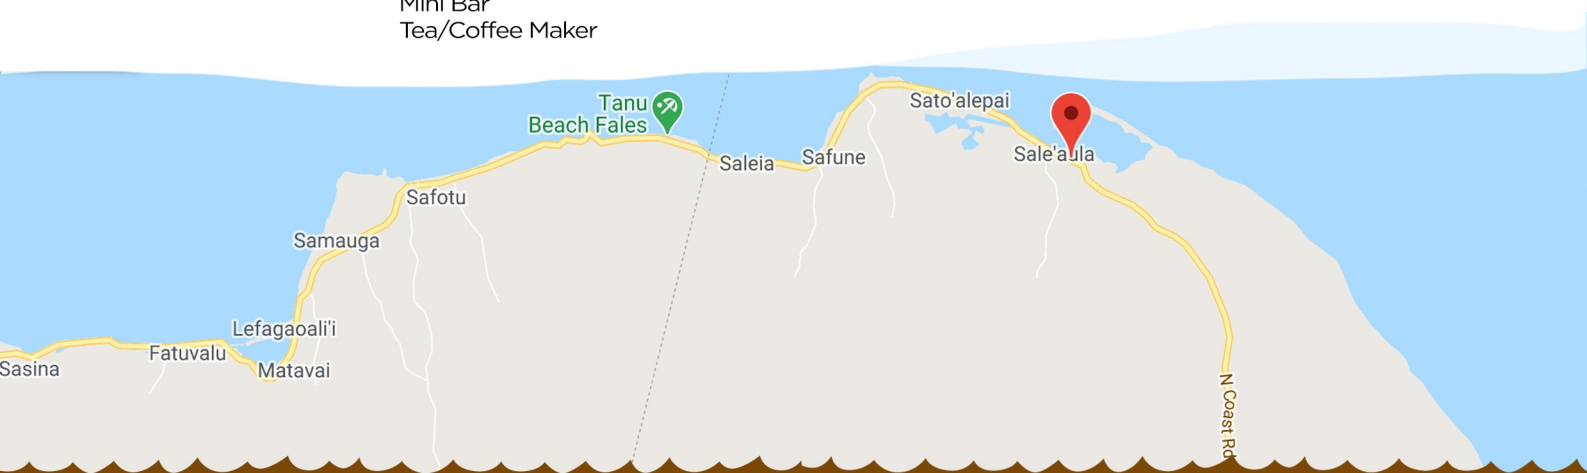 Mini Bar
Tea/Coffee Maker
Tanu
Beach Fales
Sato'alepai
Saleia
Safune
Sale'aula
Safotu
Samauga
Lefagaoali'i
Fatuvalu
Sasina
Matavai
N Coast Rd